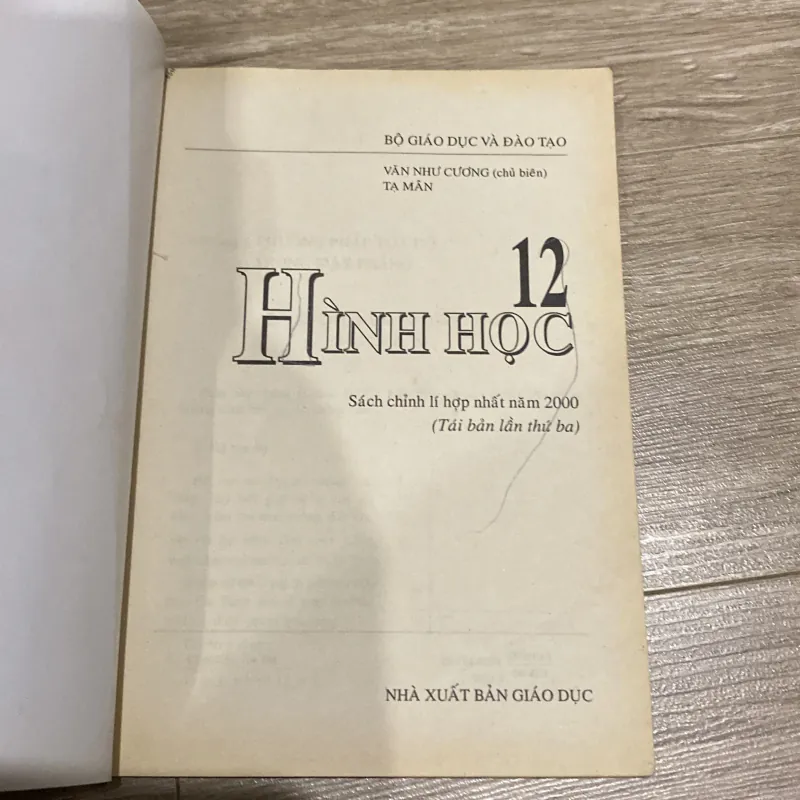 BỘ GIÁO DỤC VÀ ĐÀO TẠO
VĂN NHƯ CƯƠNG (chủ biên)
TẠ MÂN
12
HÌNH HỌC
Sách chỉnh lí hợp nhất năm 2000
(Tái bản lần thứ ba)
NHÀ XUẤT BẢN GIÁO DỤC